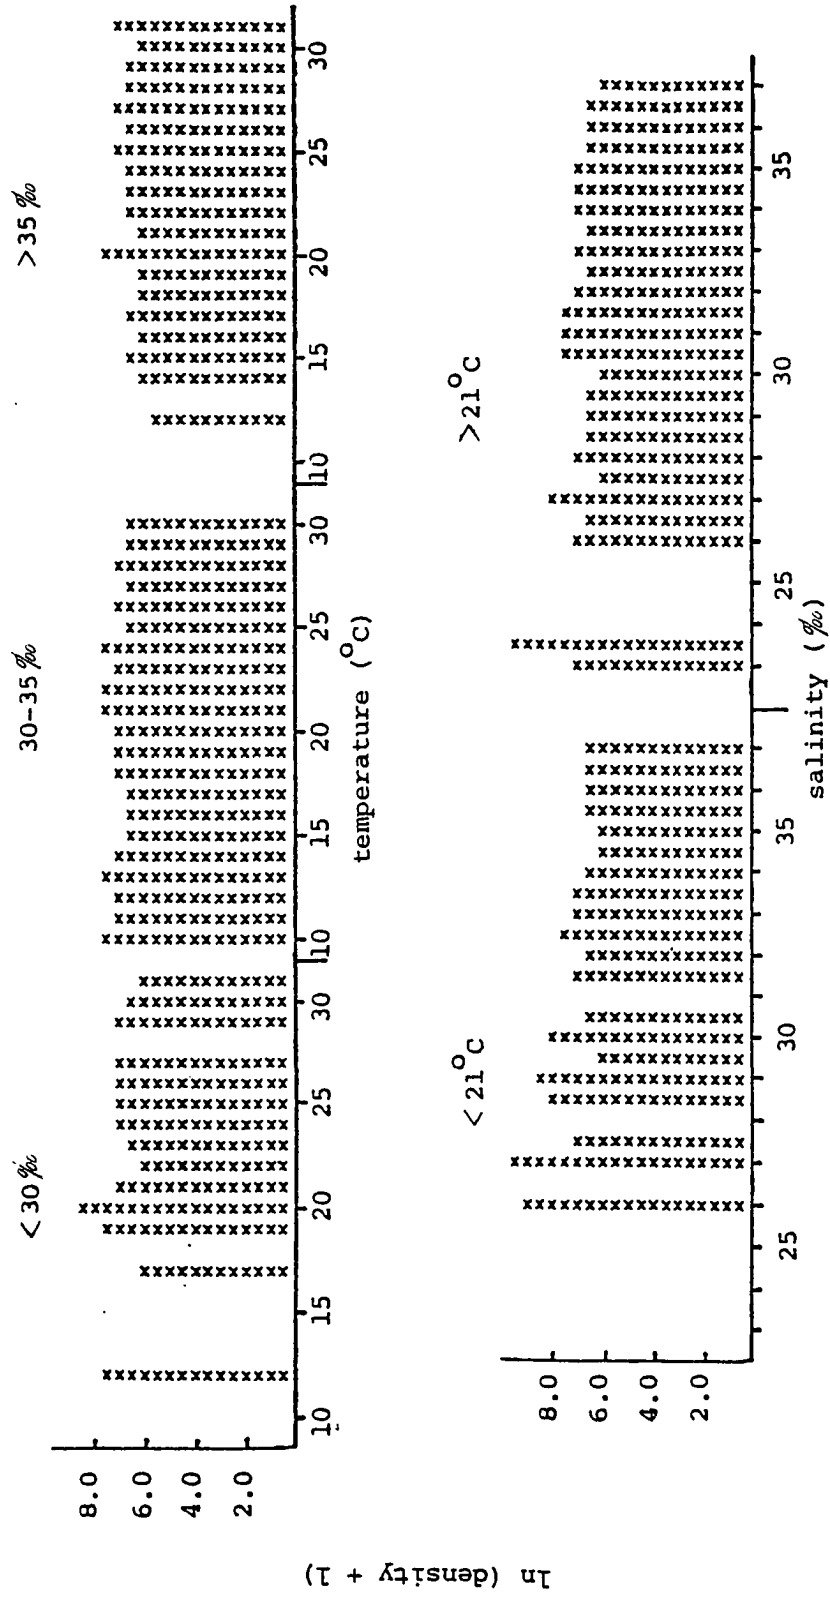 ln (density + 1)
8.0
6.0
4.0
2.0
< 30 ‰
30-35 ‰
> 35 ‰
10 15 20 25 30 10 15 20 25 30 10 15 20 25 30
temperature (°C)
8.0
6.0
4.0
2.0
< 21°C
> 21°C
25 30 35 25 30 35
salinity (‰)